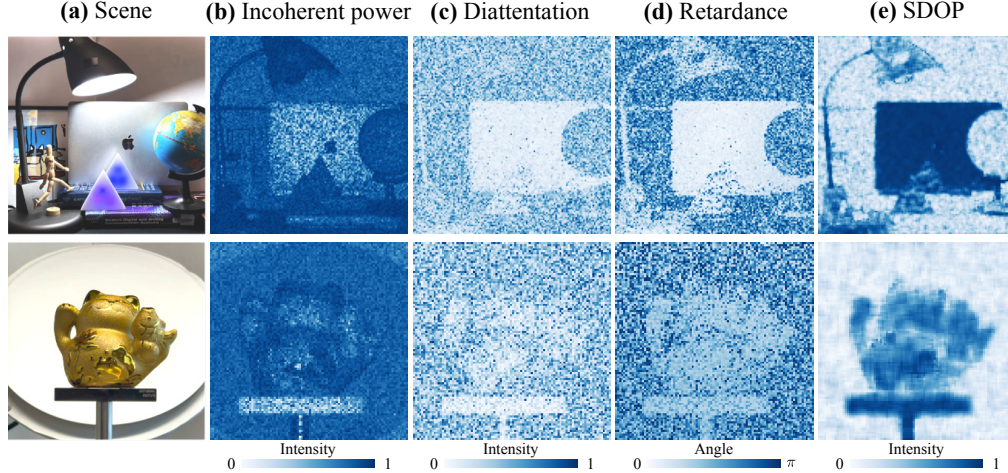 (a) Scene
(b) Incoherent power
(c) Diattentation
(d) Retardance
(e) SDOP
Intensity
0 1
Intensity
0 1
Angle
0 π
Intensity
0 1